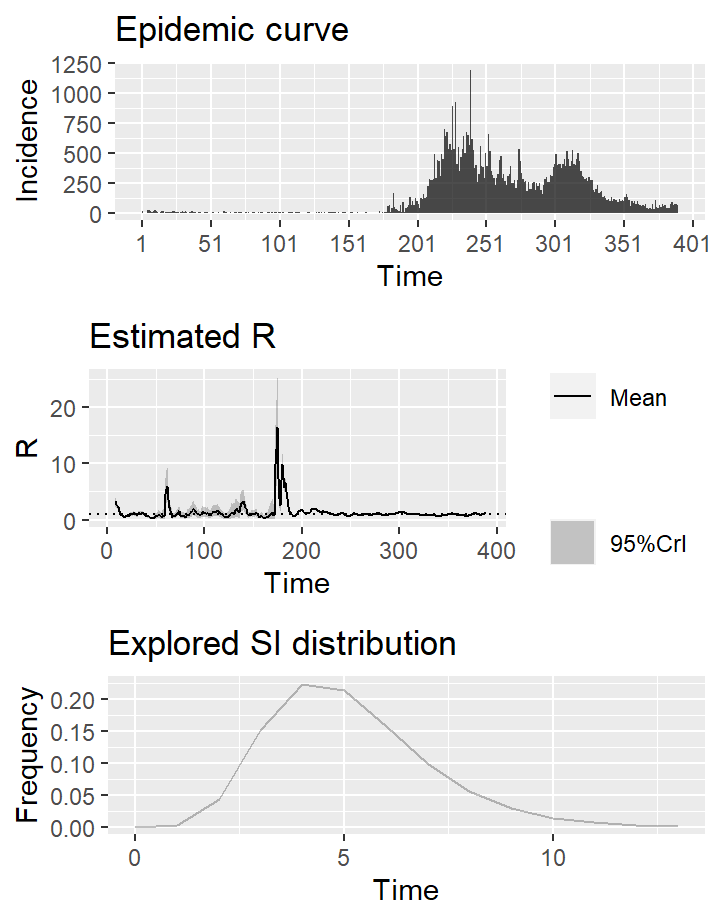 Epidemic curve
Incidence
1250
1000
750
500
250
0
1 51 101 151 201 251 301 351 401
Time
Estimated R
R
20
10
0
0 100 200 300 400
Time
Mean
95%CrI
Explored SI distribution
Frequency
0.20
0.15
0.10
0.05
0.00
0 5 10
Time